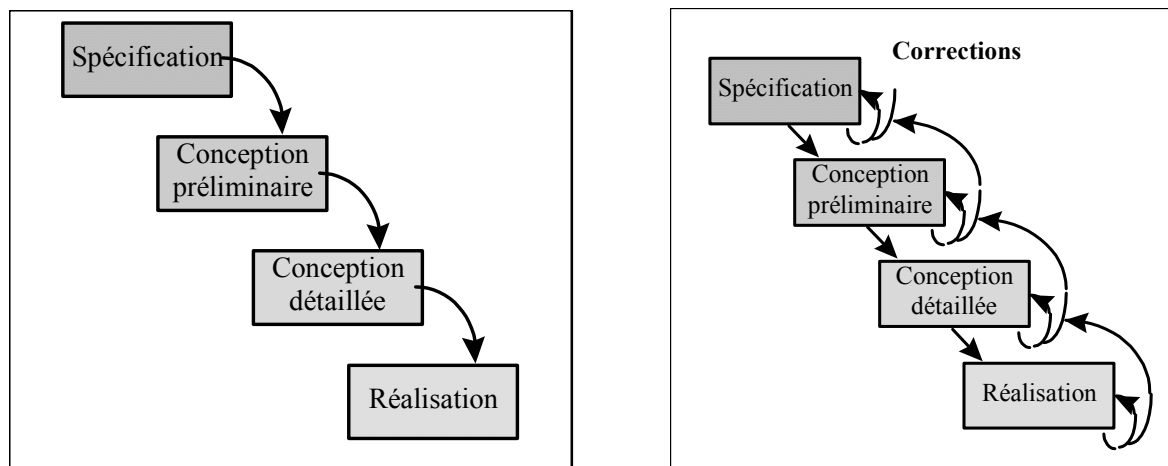 Spécification
Conception
préliminaire
Conception
détaillée
Réalisation
Corrections
Spécification
Conception
préliminaire
Conception
détaillée
Réalisation